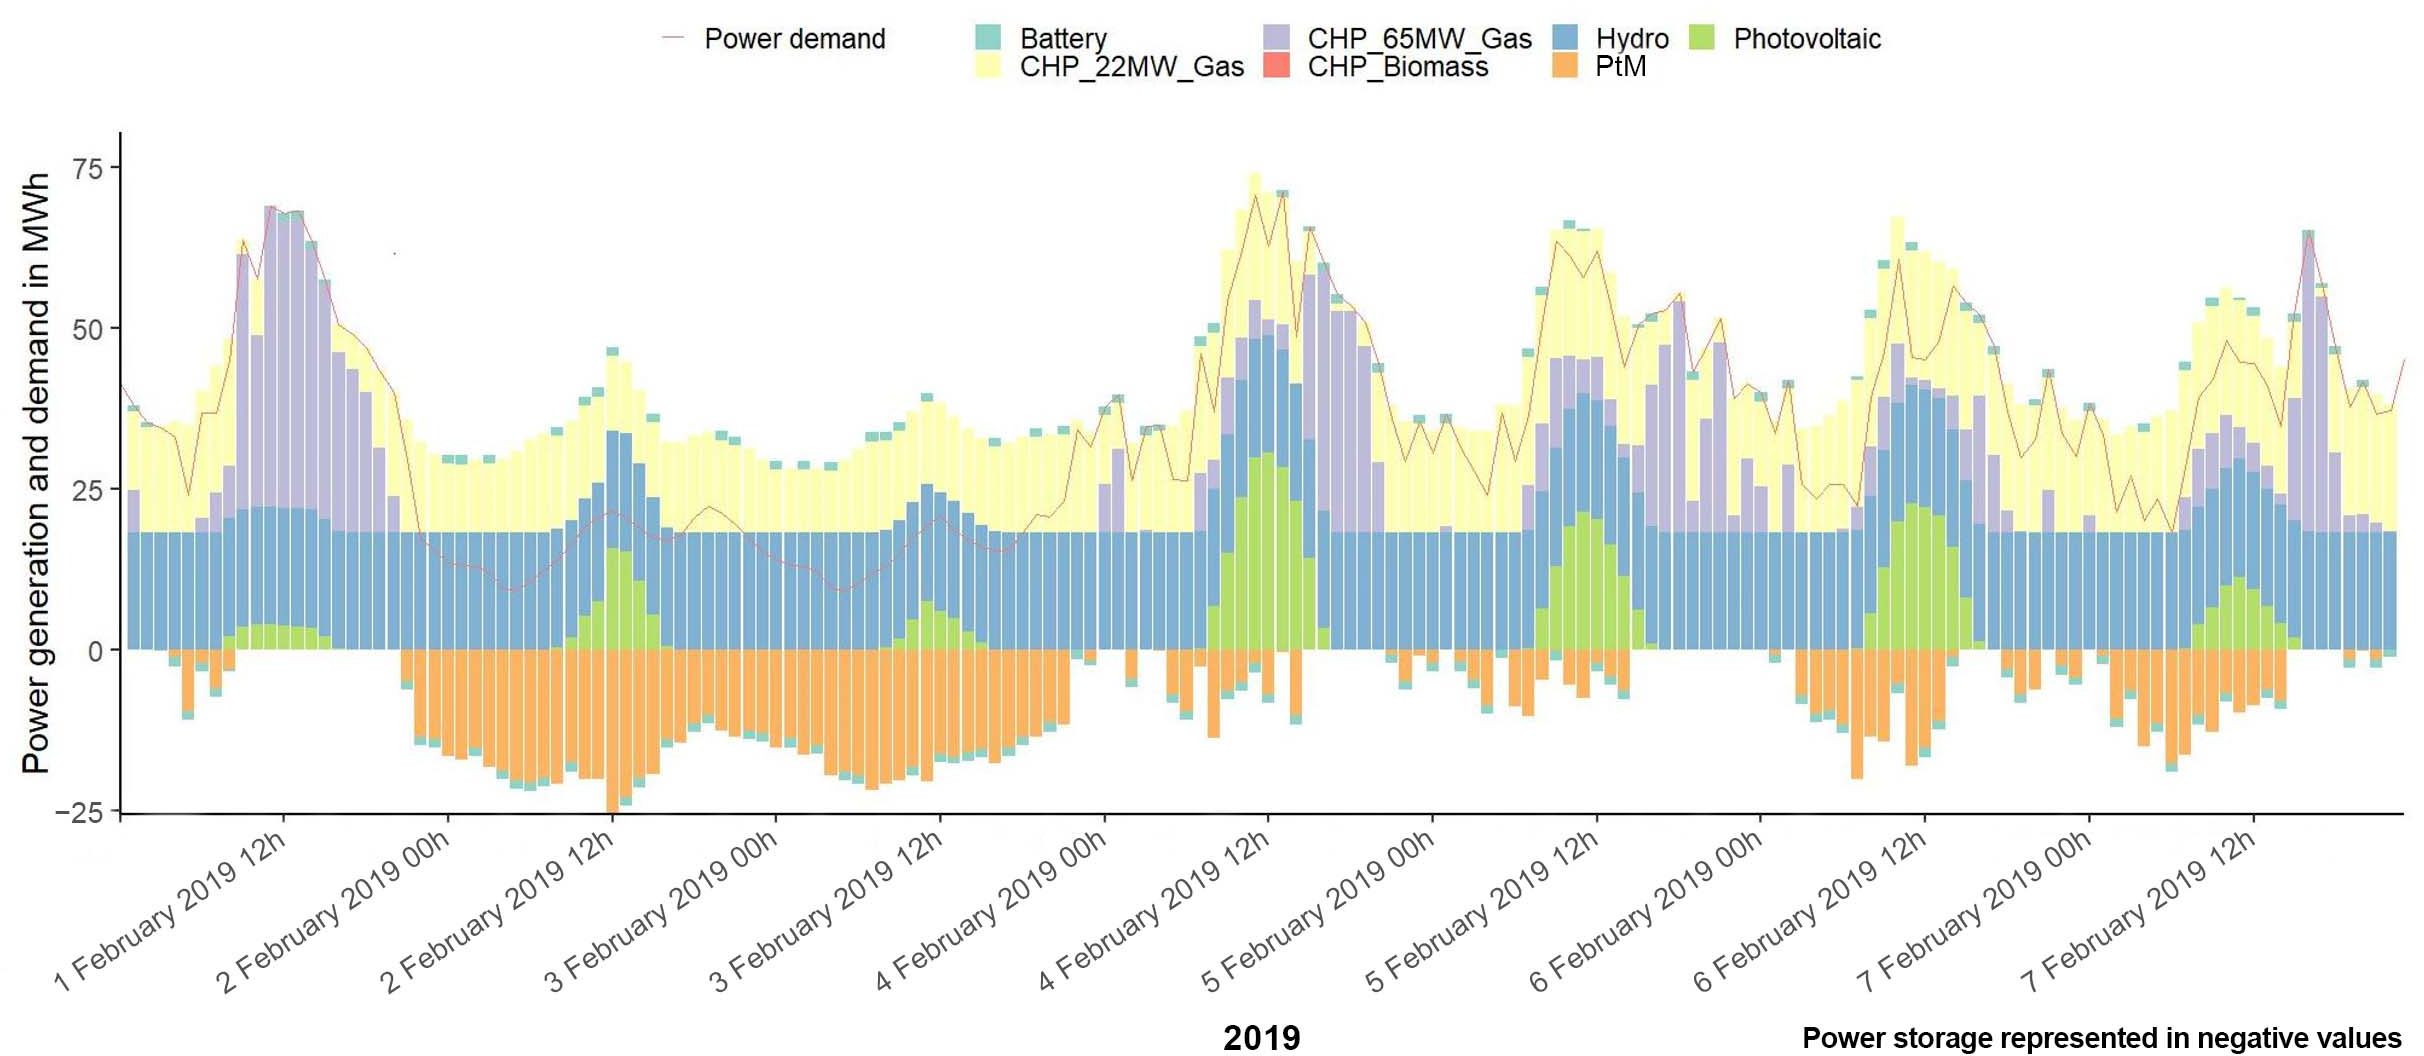 Power demand Battery CHP_65MW_Gas Hydro Photovoltaic
CHP_22MW_Gas CHP_Biomass PtM
Power generation and demand in MWh
75
50
25
0
−25
1 February 2019 12h
2 February 2019 00h
2 February 2019 12h
3 February 2019 00h
3 February 2019 12h
4 February 2019 00h
4 February 2019 12h
5 February 2019 00h
5 February 2019 12h
6 February 2019 00h
6 February 2019 12h
7 February 2019 00h
7 February 2019 12h
2019
Power storage represented in negative values